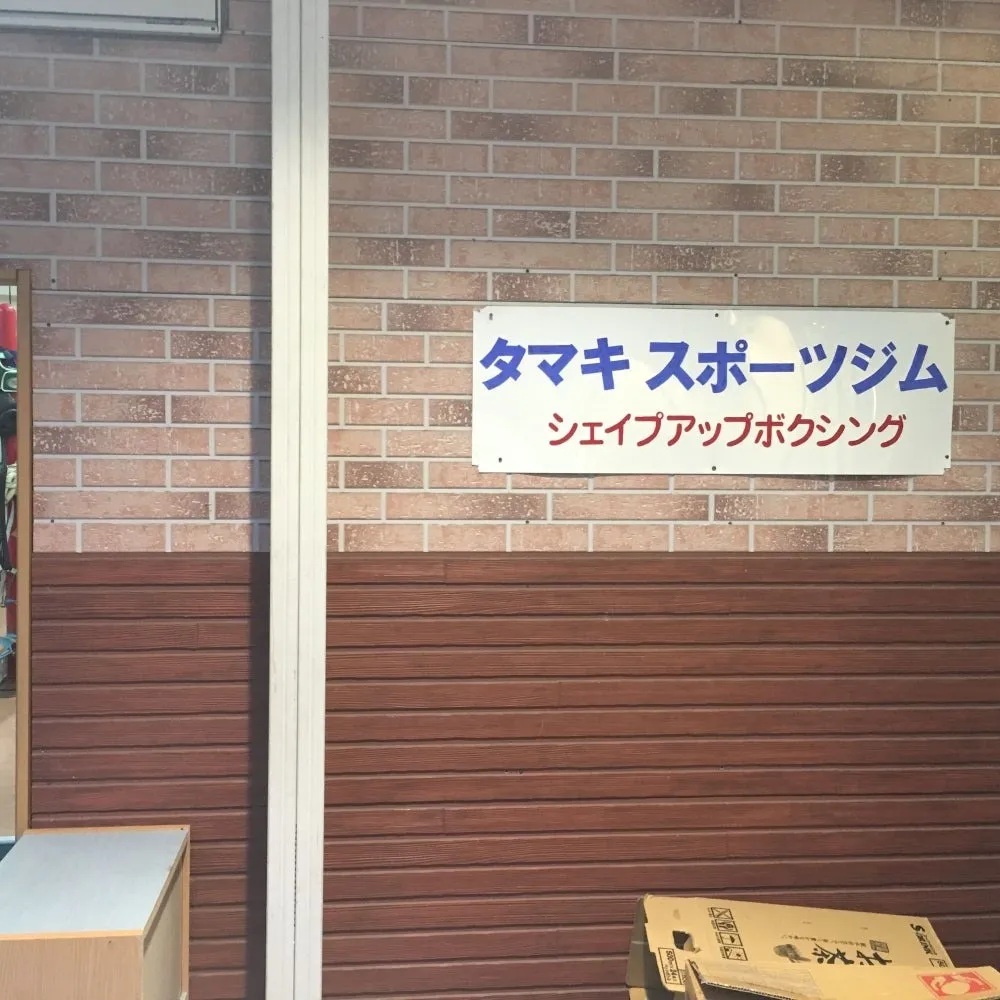 タマキ スポーツジム
シェイプアップボクシング